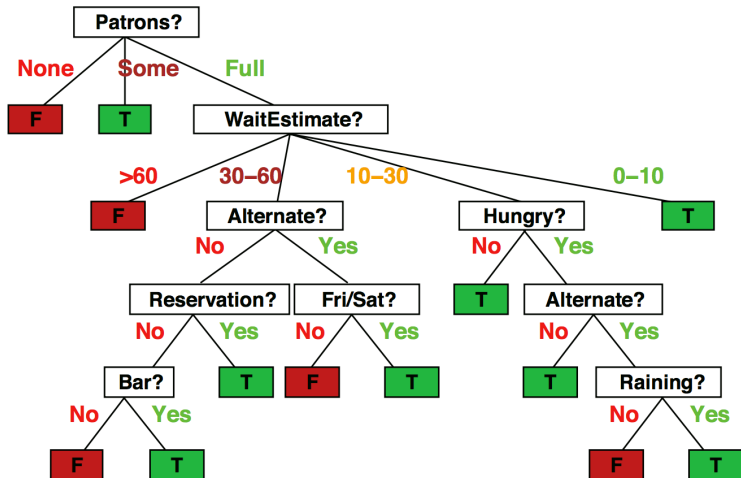 Patrons?
None Some Full
F T WaitEstimate?
>60 30–60 10–30 0–10
F Alternate? Hungry? T
No Yes No Yes
Reservation? Fri/Sat? T Alternate?
No Yes No Yes No Yes
Bar? T F T T Raining?
No Yes No Yes
F T F T